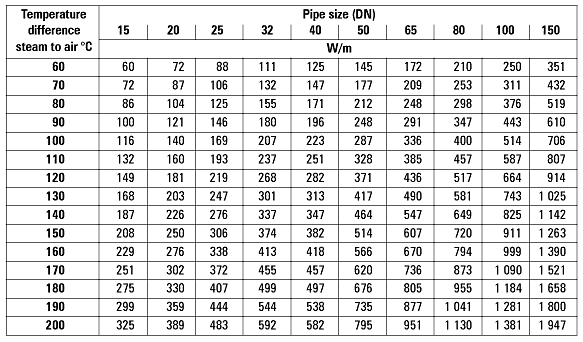 Temperature difference steam to air °C Pipe size (DN)
15 20 25 32 40 50 65 80 100 150
W/m
60 60 72 88 111 125 145 172 210 250 351
70 72 87 106 132 147 177 209 253 311 432
80 86 104 125 155 171 212 248 298 376 519
90 100 121 146 180 196 248 291 347 443 610
100 116 140 169 207 223 287 336 400 514 706
110 132 160 193 237 251 328 385 457 587 807
120 149 181 219 268 282 371 436 517 664 914
130 168 203 247 301 313 417 490 581 743 1 025
140 187 226 276 337 347 464 547 649 825 1 142
150 208 250 306 374 382 514 607 720 911 1 263
160 229 276 338 413 418 566 670 794 999 1 390
170 251 302 372 455 457 620 736 873 1 090 1 521
180 275 330 407 499 497 676 805 955 1 184 1 658
190 299 359 444 544 538 735 877 1 041 1 281 1 800
200 325 389 483 592 582 795 951 1 130 1 381 1 947